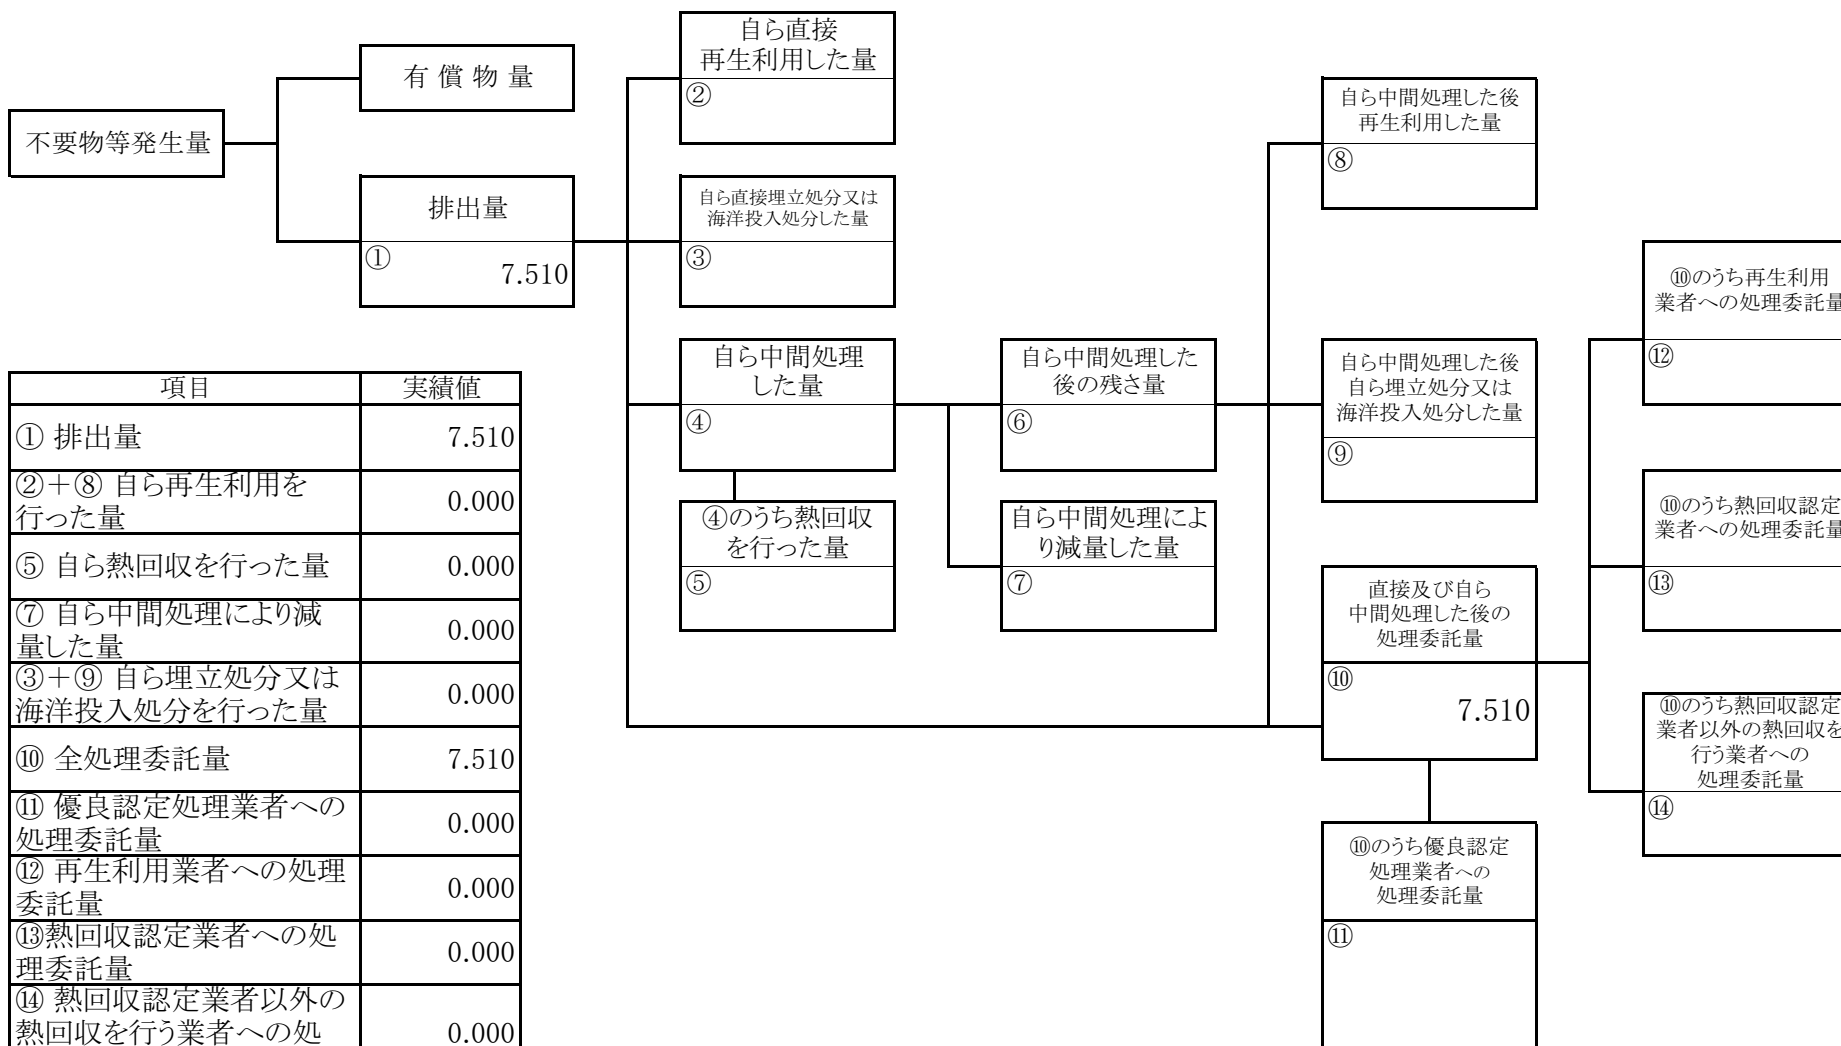 不要物等発生量
有償物量
排出量
①
7.510
自ら直接
再生利用した量
②
自ら直接埋立処分又は
海洋投入処分した量
③
自ら中間処理
した量
④
④のうち熱回収
を行った量
⑤
自ら中間処理した
後の残さ量
⑥
自ら中間処理によ
り減量した量
⑦
自ら中間処理した後
再生利用した量
⑧
自ら中間処理した後
自ら埋立処分又は
海洋投入処分した量
⑨
直接及び自ら
中間処理した後の
処理委託量
⑩
7.510
⑩のうち優良認定
処理業者への
処理委託量
⑪
⑩のうち再生利用
業者への処理委託量
⑫
⑩のうち熱回収認定
業者への処理委託量
⑬
⑩のうち熱回収認定
業者以外の熱回収を
行う業者への
処理委託量
⑭
項目 実績値
① 排出量 7.510
②＋⑧ 自ら再生利用を
行った量 0.000
⑤ 自ら熱回収を行った量 0.000
⑦ 自ら中間処理により減
量した量 0.000
③＋⑨ 自ら埋立処分又は
海洋投入処分を行った量 0.000
⑩ 全処理委託量 7.510
⑪ 優良認定処理業者への
処理委託量 0.000
⑫ 再生利用業者への処理
委託量 0.000
⑬熱回収認定業者への処
理委託量 0.000
⑭ 熱回収認定業者以外の
熱回収を行う業者への処 0.000